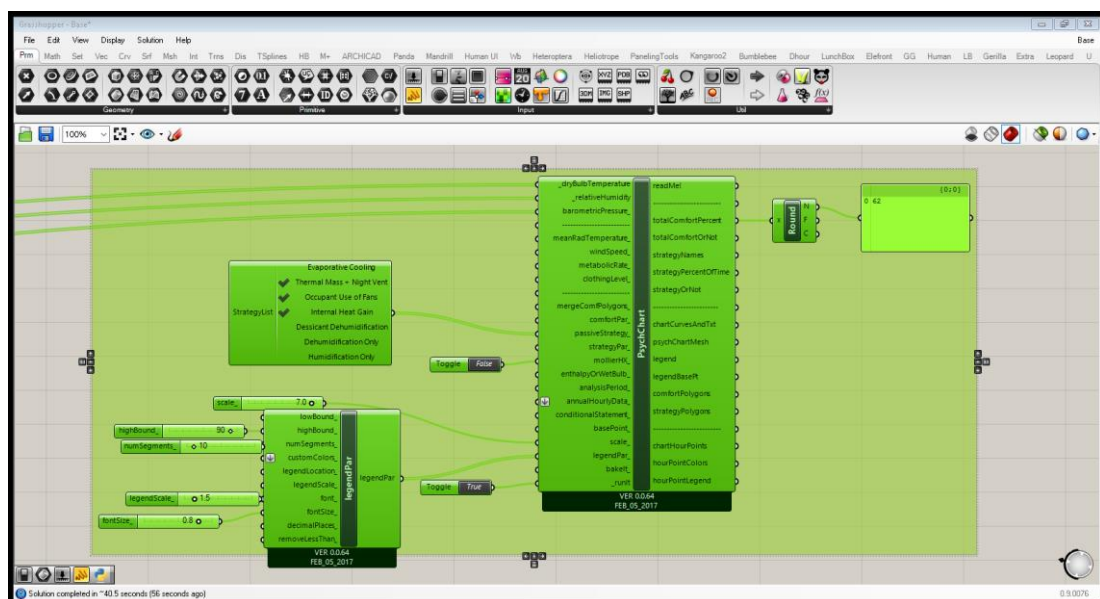 Grasshopper - Base*
File Edit View Display Solution Help
Base
Prm Math Set Vec Crv Srf Msh Int Trns Dis TSplines HB M+ ARCHICAD Panda Mandrill Human UI Wb Heteroptera Heliotrope PanelingTools Kangaroo2 Bumblebee Dhour LunchBox Elefront GG Human LB Gerilla Extra Leopard U
Geometry
Primitive
Input
Util
100%
_dryBulbTemperature
_relativeHumidity
barometricPressure_
--------------------
meanRadTemperature_
windSpeed_
metabolicRate_
clothingLevel_
--------------------
mergeComfPolygons_
comfortPar_
passiveStrategy_
strategyPar_
mollierHX_
enthalpyOrWetBulb_
analysisPeriod_
annualHourlyData_
conditionalStatement_
basePoint_
scale_
legendPar_
bakeIt_
_runIt
PsychChart
readMe!
--------------------
totalComfortPercent
totalComfortOrNot
strategyNames
strategyPercentOfTime
strategyOrNot
--------------------
chartCurvesAndTxt
psychChartMesh
legend
legendBasePt
comfortPolygons
strategyPolygons
--------------------
chartHourPoints
hourPointColors
hourPointLegend
VER 0.0.64
FEB_05_2017
x
Round
N
F
C
{0;0}
0 62
StrategyList
Evaporative Cooling
Thermal Mass + Night Vent
Occupant Use of Fans
Internal Heat Gain
Dessicant Dehumidification
Dehumidification Only
Humidification Only
Toggle False
scale_ 7.0
highBound_ 90
numSegments_ 10
legendScale_ 1.5
fontSize_ 0.8
lowBound_
highBound_
numSegments_
customColors_
legendLocation_
legendScale_
font_
fontSize_
decimalPlaces_
removeLessThan_
legendPar
legendPar
VER 0.0.64
FEB_05_2017
Toggle True
Solution completed in ~40.5 seconds (56 seconds ago)
0.9.0076